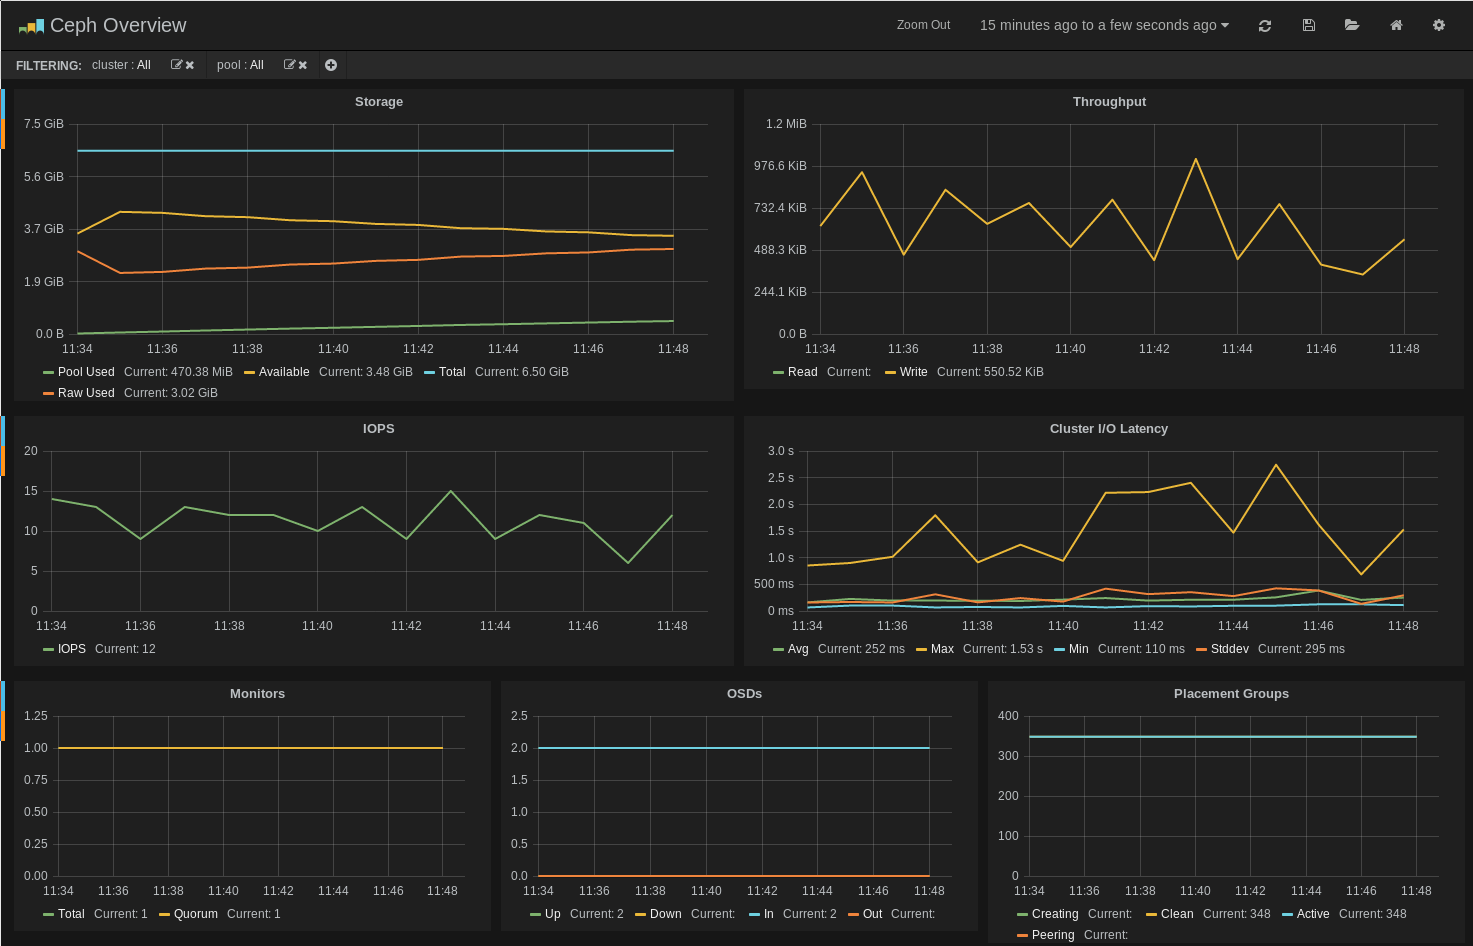 Ceph Overview Zoom Out 15 minutes ago to a few seconds ago
FILTERING: cluster : All pool : All
Storage
7.5 GiB
5.6 GiB
3.7 GiB
1.9 GiB
0.0 B
11:34 11:36 11:38 11:40 11:42 11:44 11:46 11:48
Pool Used Current: 470.38 MiB Available Current: 3.48 GiB Total Current: 6.50 GiB
Raw Used Current: 3.02 GiB
Throughput
1.2 MiB
976.6 KiB
732.4 KiB
488.3 KiB
244.1 KiB
0.0 B
11:34 11:36 11:38 11:40 11:42 11:44 11:46 11:48
Read Current: Write Current: 550.52 KiB
IOPS
20
15
10
5
0
11:34 11:36 11:38 11:40 11:42 11:44 11:46 11:48
IOPS Current: 12
Cluster I/O Latency
3.0 s
2.5 s
2.0 s
1.5 s
1.0 s
500 ms
0 ms
11:34 11:36 11:38 11:40 11:42 11:44 11:46 11:48
Avg Current: 252 ms Max Current: 1.53 s Min Current: 110 ms Stddev Current: 295 ms
Monitors
1.25
1.00
0.75
0.50
0.25
0.00
11:34 11:36 11:38 11:40 11:42 11:44 11:46 11:48
Total Current: 1 Quorum Current: 1
OSDs
2.5
2.0
1.5
1.0
0.5
0.0
11:34 11:36 11:38 11:40 11:42 11:44 11:46 11:48
Up Current: 2 Down Current: In Current: 2 Out Current:
Placement Groups
400
300
200
100
0
11:34 11:36 11:38 11:40 11:42 11:44 11:46 11:48
Creating Current: Clean Current: 348 Active Current: 348
Peering Current: